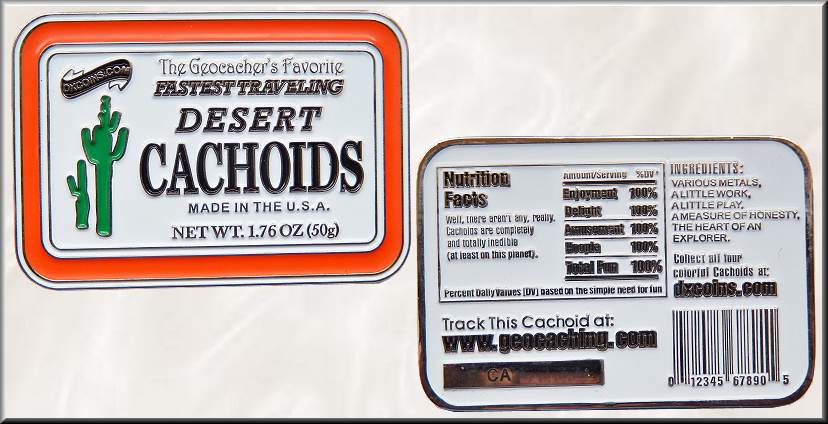 DXCOINS.COM
The Geocacher's Favorite
FASTEST TRAVELING
DESERT
CACHOIDS
MADE IN THE U.S.A.
NET WT. 1.76 OZ (50g)
Nutrition
Facts
Well, there aren't any, really.
Cachoids are completely
and totally inedible
(at least on this planet).
Amount/Serving %DV*
Enjoyment 100%
Delight 100%
Amusement 100%
Google 100%
Total Fun 100%
Percent Daily Values (DV) based on the simple need for fun
INGREDIENTS:
VARIOUS METALS,
A LITTLE WORK,
A LITTLE PLAY,
A MEASURE OF HONESTY,
THE HEART OF AN
EXPLORER.
Collect all four
colorful Cachoids at:
dxcoins.com
Track This Cachoid at:
www.geocaching.com
CA
0 12345 67890 5